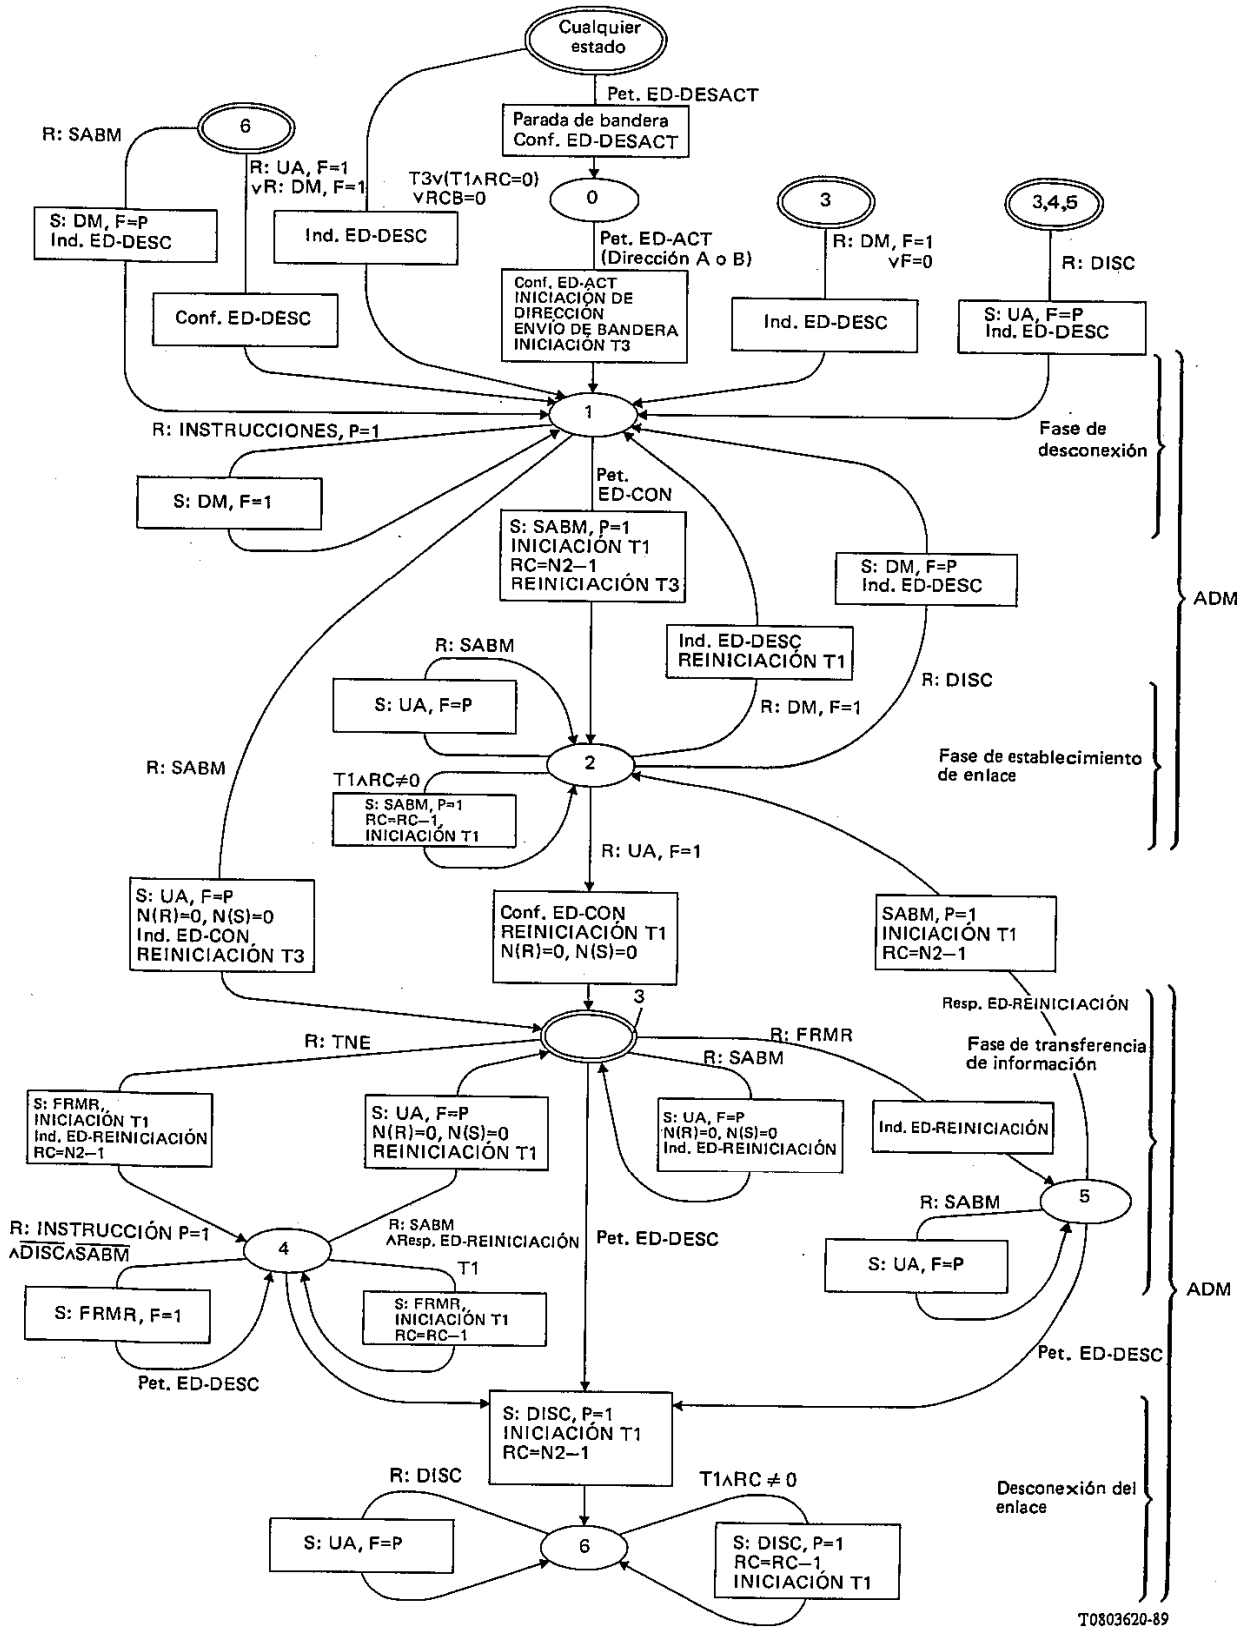 Cualquier
estado
Pet. ED-DESACT
Parada de bandera
Conf. ED-DESACT
R: SABM
6
R: UA, F=1
vR: DM, F=1
T3v(T1∧RC=0)
vRCB=0
0
3
3,4,5
S: DM, F=P
Ind. ED-DESC
Ind. ED-DESC
Pet. ED-ACT
(Dirección A o B)
R: DM, F=1
vF=0
R: DISC
Conf. ED-DESC
Conf. ED-ACT
INICIACIÓN DE
DIRECCIÓN
ENVÍO DE BANDERA
INICIACIÓN T3
Ind. ED-DESC
S: UA, F=P
Ind. ED-DESC
1
R: INSTRUCCIONES, P=1
Fase de
desconexión
S: DM, F=1
Pet.
ED-CON
S: SABM, P=1
INICIACIÓN T1
RC=N2−1
REINICIACIÓN T3
S: DM, F=P
Ind. ED-DESC
ADM
R: SABM
Ind. ED-DESC
REINICIACIÓN T1
R: DISC
S: UA, F=P
R: DM, F=1
2
Fase de establecimiento
de enlace
R: SABM
T1∧RC≠0
S: SABM, P=1
RC=RC−1,
INICIACIÓN T1
R: UA, F=1
S: UA, F=P
N(R)=0, N(S)=0
Ind. ED-CON
REINICIACIÓN T3
Conf. ED-CON
REINICIACIÓN T1
N(R)=0, N(S)=0
SABM, P=1
INICIACIÓN T1
RC=N2−1
3
Resp. ED-REINICIACIÓN
R: TNE
R: FRMR
R: SABM
Fase de transferencia
de información
S: FRMR,
INICIACIÓN T1
Ind. ED-REINICIACIÓN
RC=N2−1
S: UA, F=P
N(R)=0, N(S)=0
REINICIACIÓN T1
S: UA, F=P
N(R)=0, N(S)=0
Ind. ED-REINICIACIÓN
Ind. ED-REINICIACIÓN
5
R: SABM
R: INSTRUCCIÓN P=1
∧DISC∧SABM
4
R: SABM
∧Resp. ED-REINICIACIÓN
Pet. ED-DESC
T1
S: UA, F=P
S: FRMR, F=1
S: FRMR,
INICIACIÓN T1
RC=RC−1
ADM
Pet. ED-DESC
Pet. ED-DESC
S: DISC, P=1
INICIACIÓN T1
RC=N2−1
R: DISC
T1∧RC ≠ 0
Desconexión del
enlace
S: UA, F=P
6
S: DISC, P=1
RC=RC−1,
INICIACIÓN T1
T0803620-89